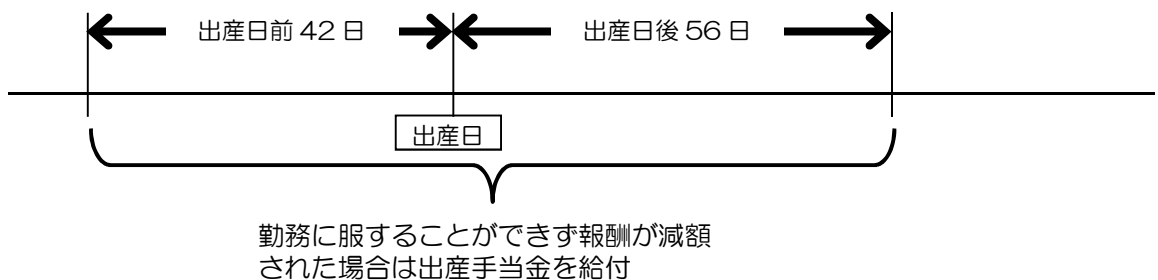 出産日前 42 日
出産日後 56 日
出産日
勤務に服することができず報酬が減額
された場合は出産手当金を給付